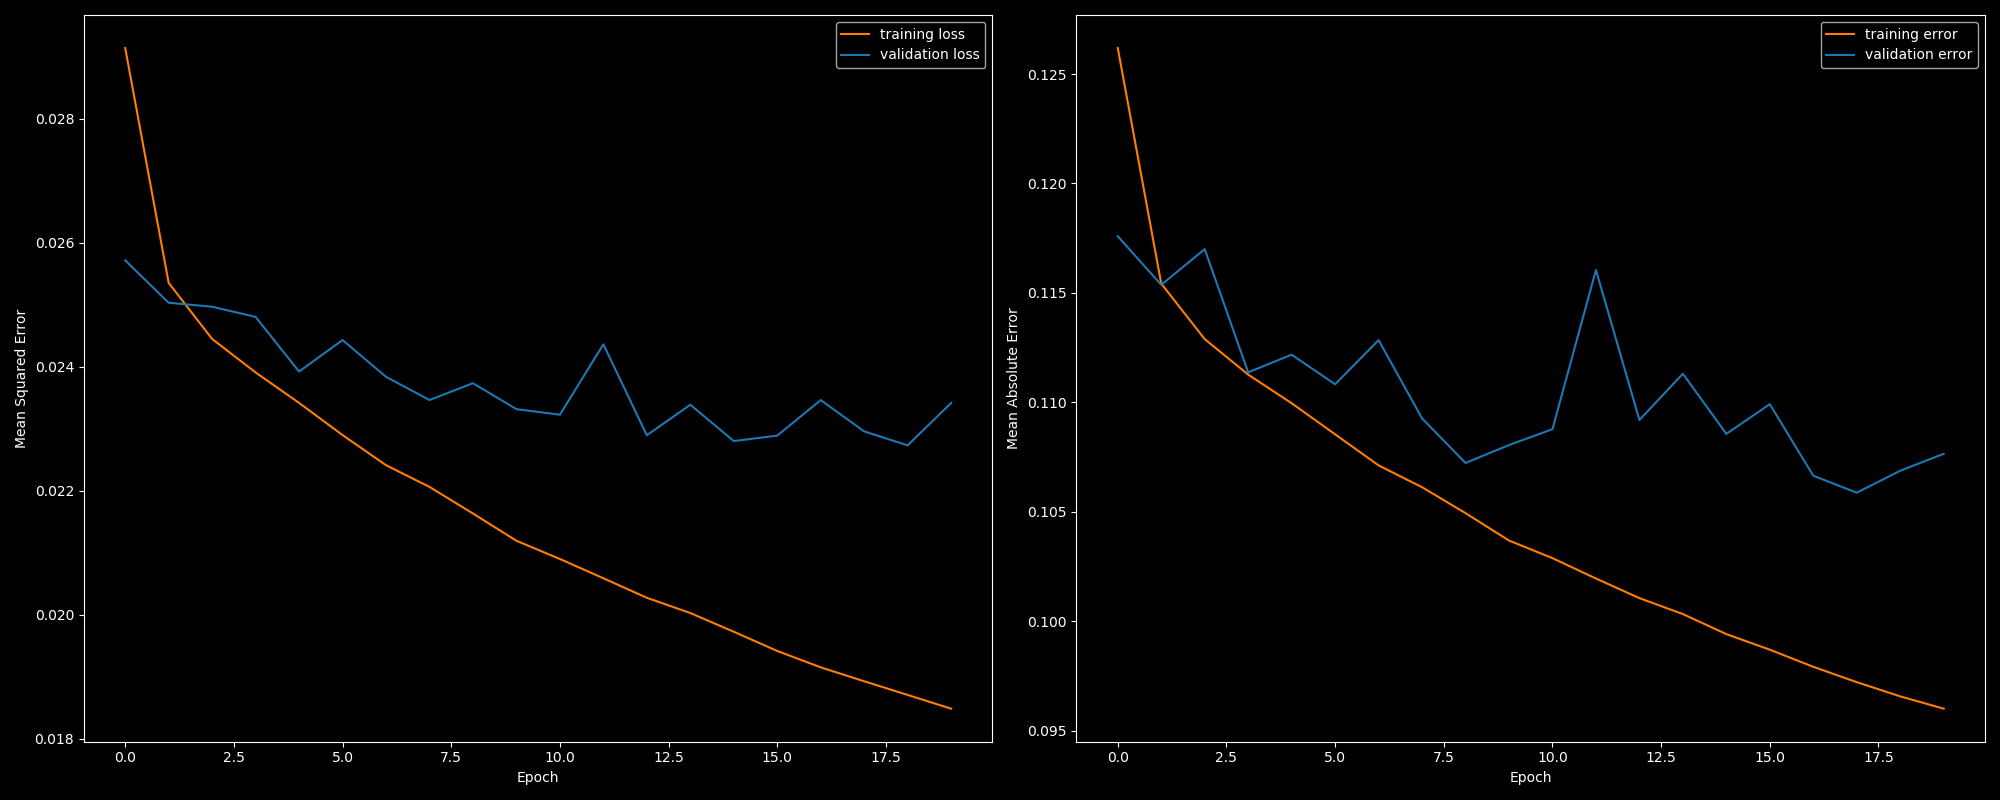 training loss
validation loss
0.028
0.026
0.024
0.022
0.020
0.018
Mean Squared Error
0.0 2.5 5.0 7.5 10.0 12.5 15.0 17.5
Epoch
training error
validation error
0.125
0.120
0.115
0.110
0.105
0.100
0.095
Mean Absolute Error
0.0 2.5 5.0 7.5 10.0 12.5 15.0 17.5
Epoch